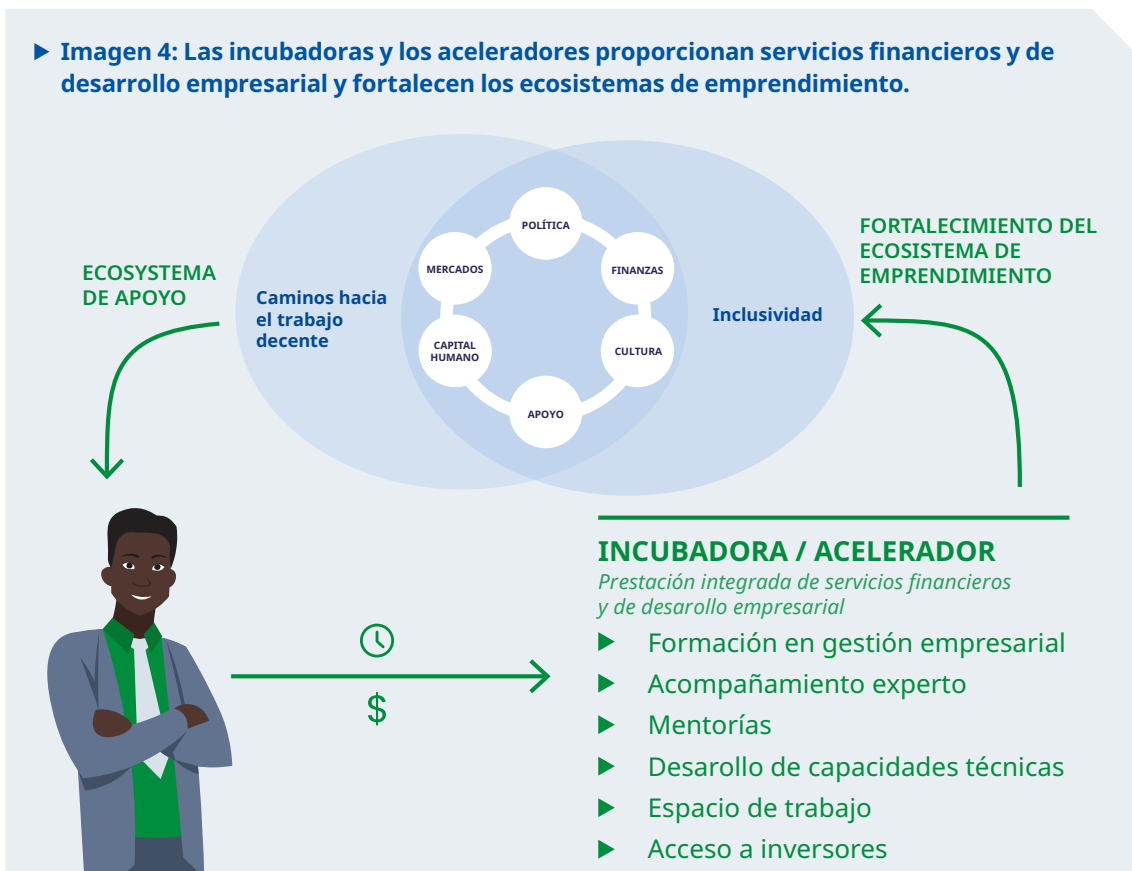 Imagen 4: Las incubadoras y los aceleradores proporcionan servicios financieros y de
desarrollo empresarial y fortalecen los ecosistemas de emprendimiento.
ECOSYSTEMA
DE APOYO
Caminos hacia
el trabajo
decente
POLÍTICA
MERCADOS
FINANZAS
CAPITAL
HUMANO
CULTURA
APOYO
Inclusividad
FORTALECIMIENTO DEL
ECOSISTEMA DE
EMPRENDIMIENTO
$
INCUBADORA / ACELERADOR
Prestación integrada de servicios financieros
y de desarollo empresarial
Formación en gestión empresarial
Acompañamiento experto
Mentorías
Desarollo de capacidades técnicas
Espacio de trabajo
Acceso a inversores